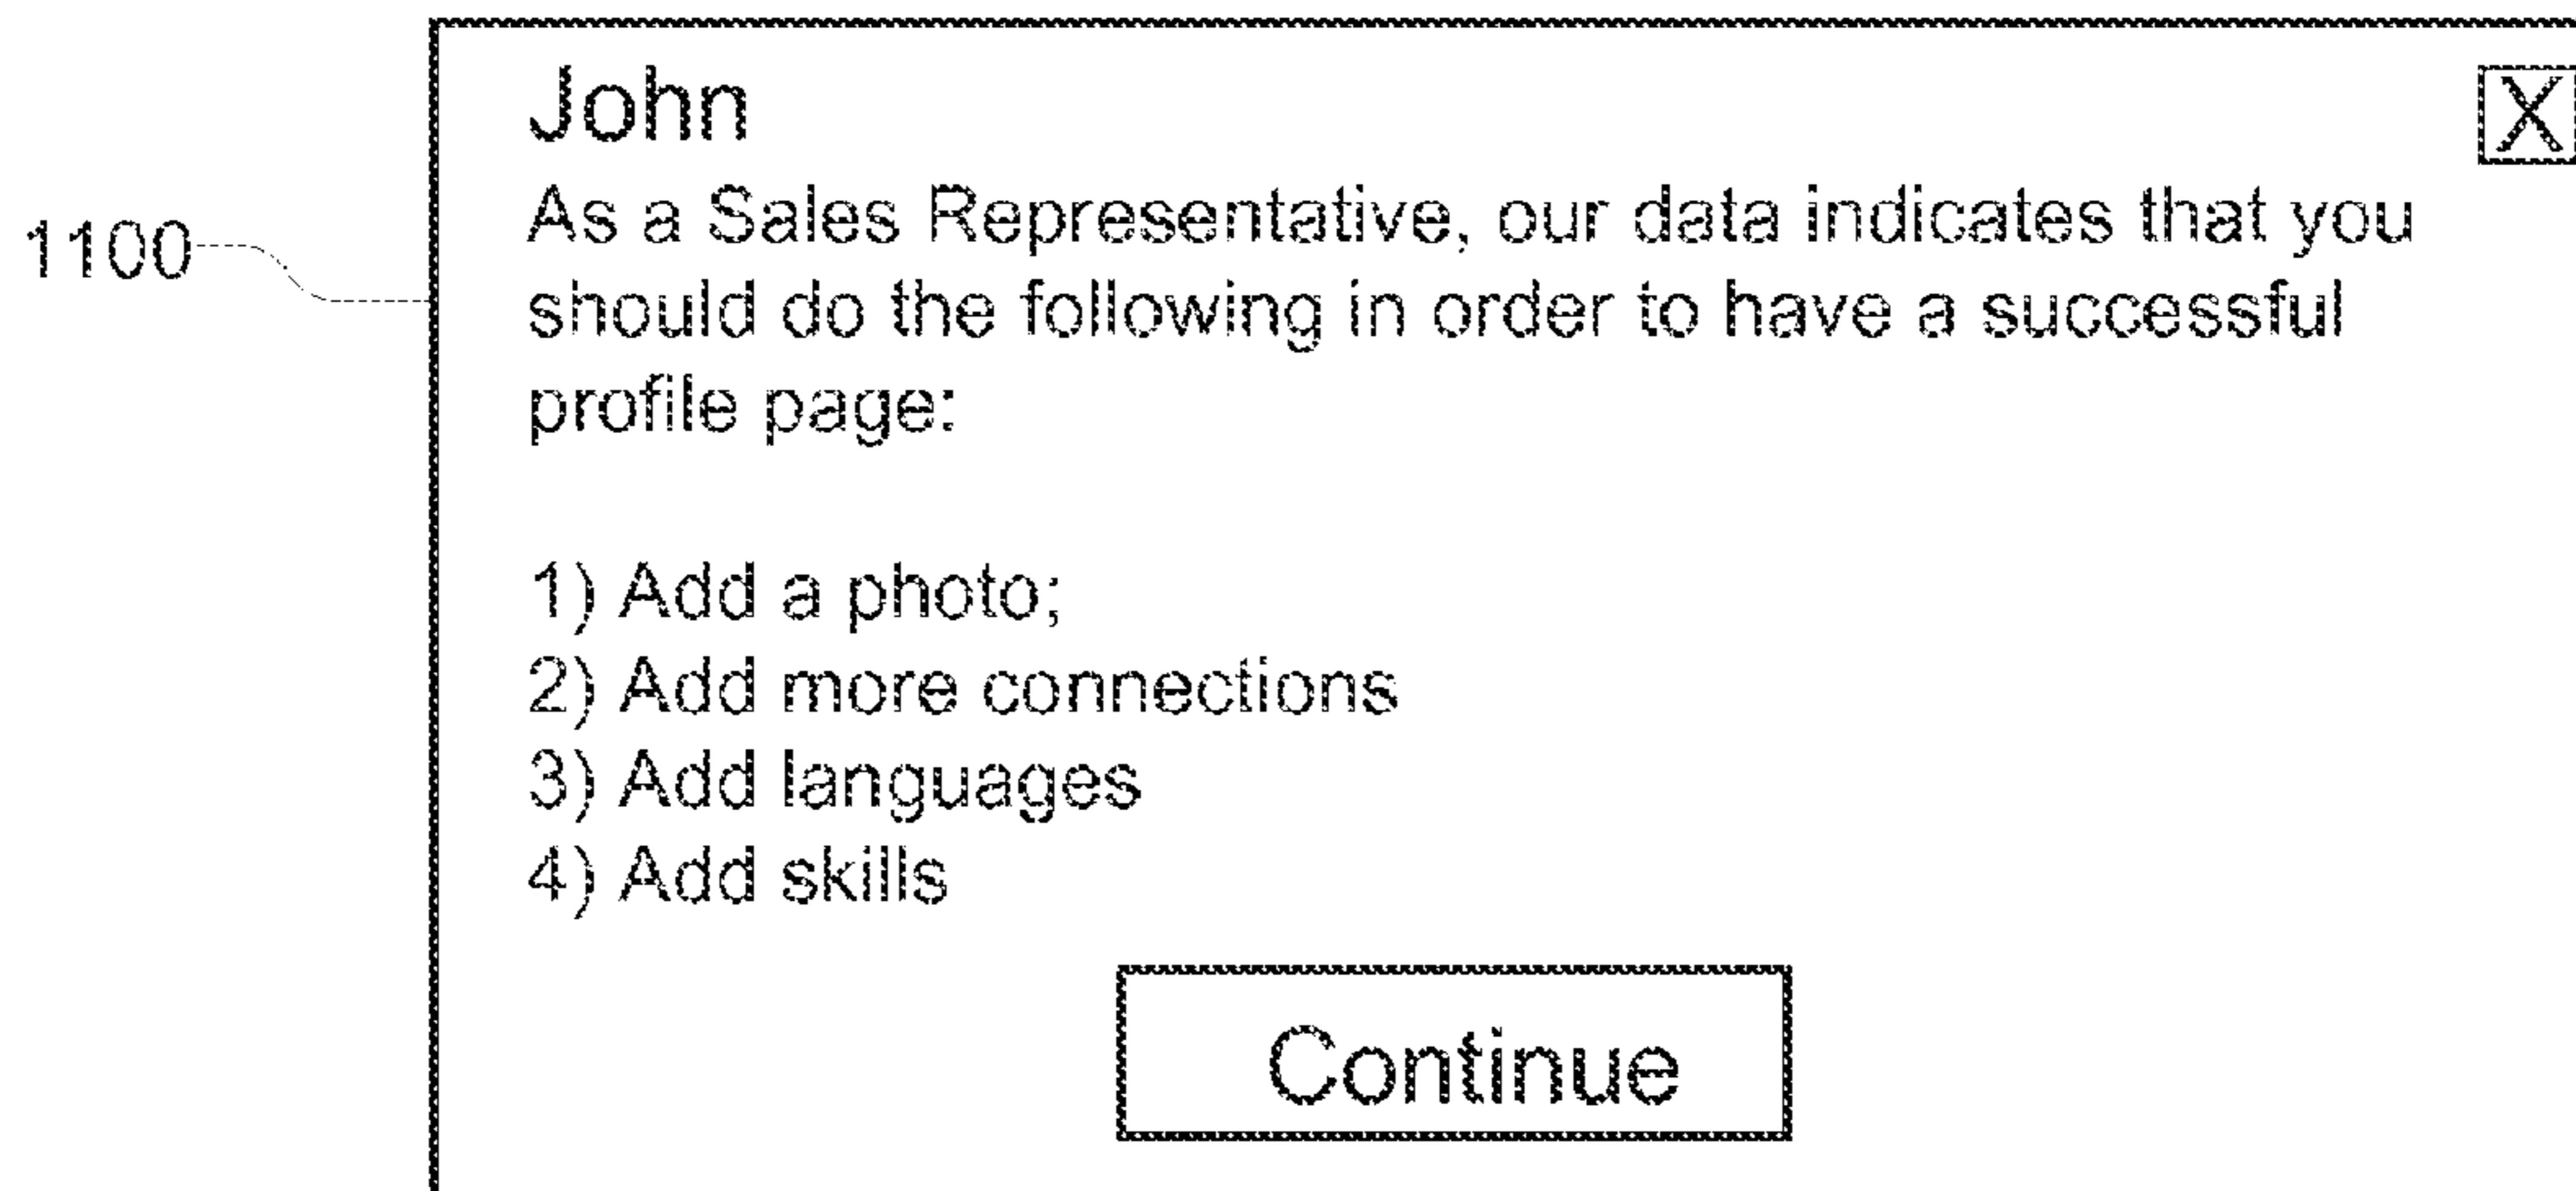 John
X
As a Sales Representative, our data indicates that you
1100
should do the following in order to have a successful
profile page:
1) Add a photo;
2) Add more connections
3) Add languages
4) Add skills
Continue